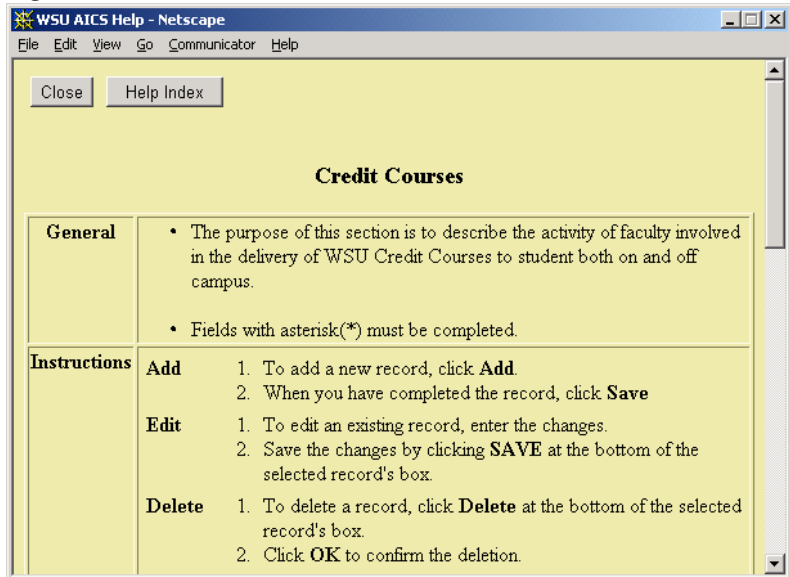 WSU AICS Help - Netscape
File Edit View Go Communicator Help
Close Help Index
Credit Courses
General
• The purpose of this section is to describe the activity of faculty involved
in the delivery of WSU Credit Courses to student both on and off
campus.
• Fields with asterisk(*) must be completed.
Instructions
Add 1. To add a new record, click Add.
2. When you have completed the record, click Save
Edit 1. To edit an existing record, enter the changes.
2. Save the changes by clicking SAVE at the bottom of the
selected record's box.
Delete 1. To delete a record, click Delete at the bottom of the selected
record's box.
2. Click OK to confirm the deletion.